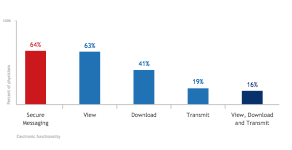 100%
64%
63%
41%
19%
16%
Percent of physicians
Secure
Messaging
View
Download
Transmit
View, Download
and Transmit
Electronic functionality